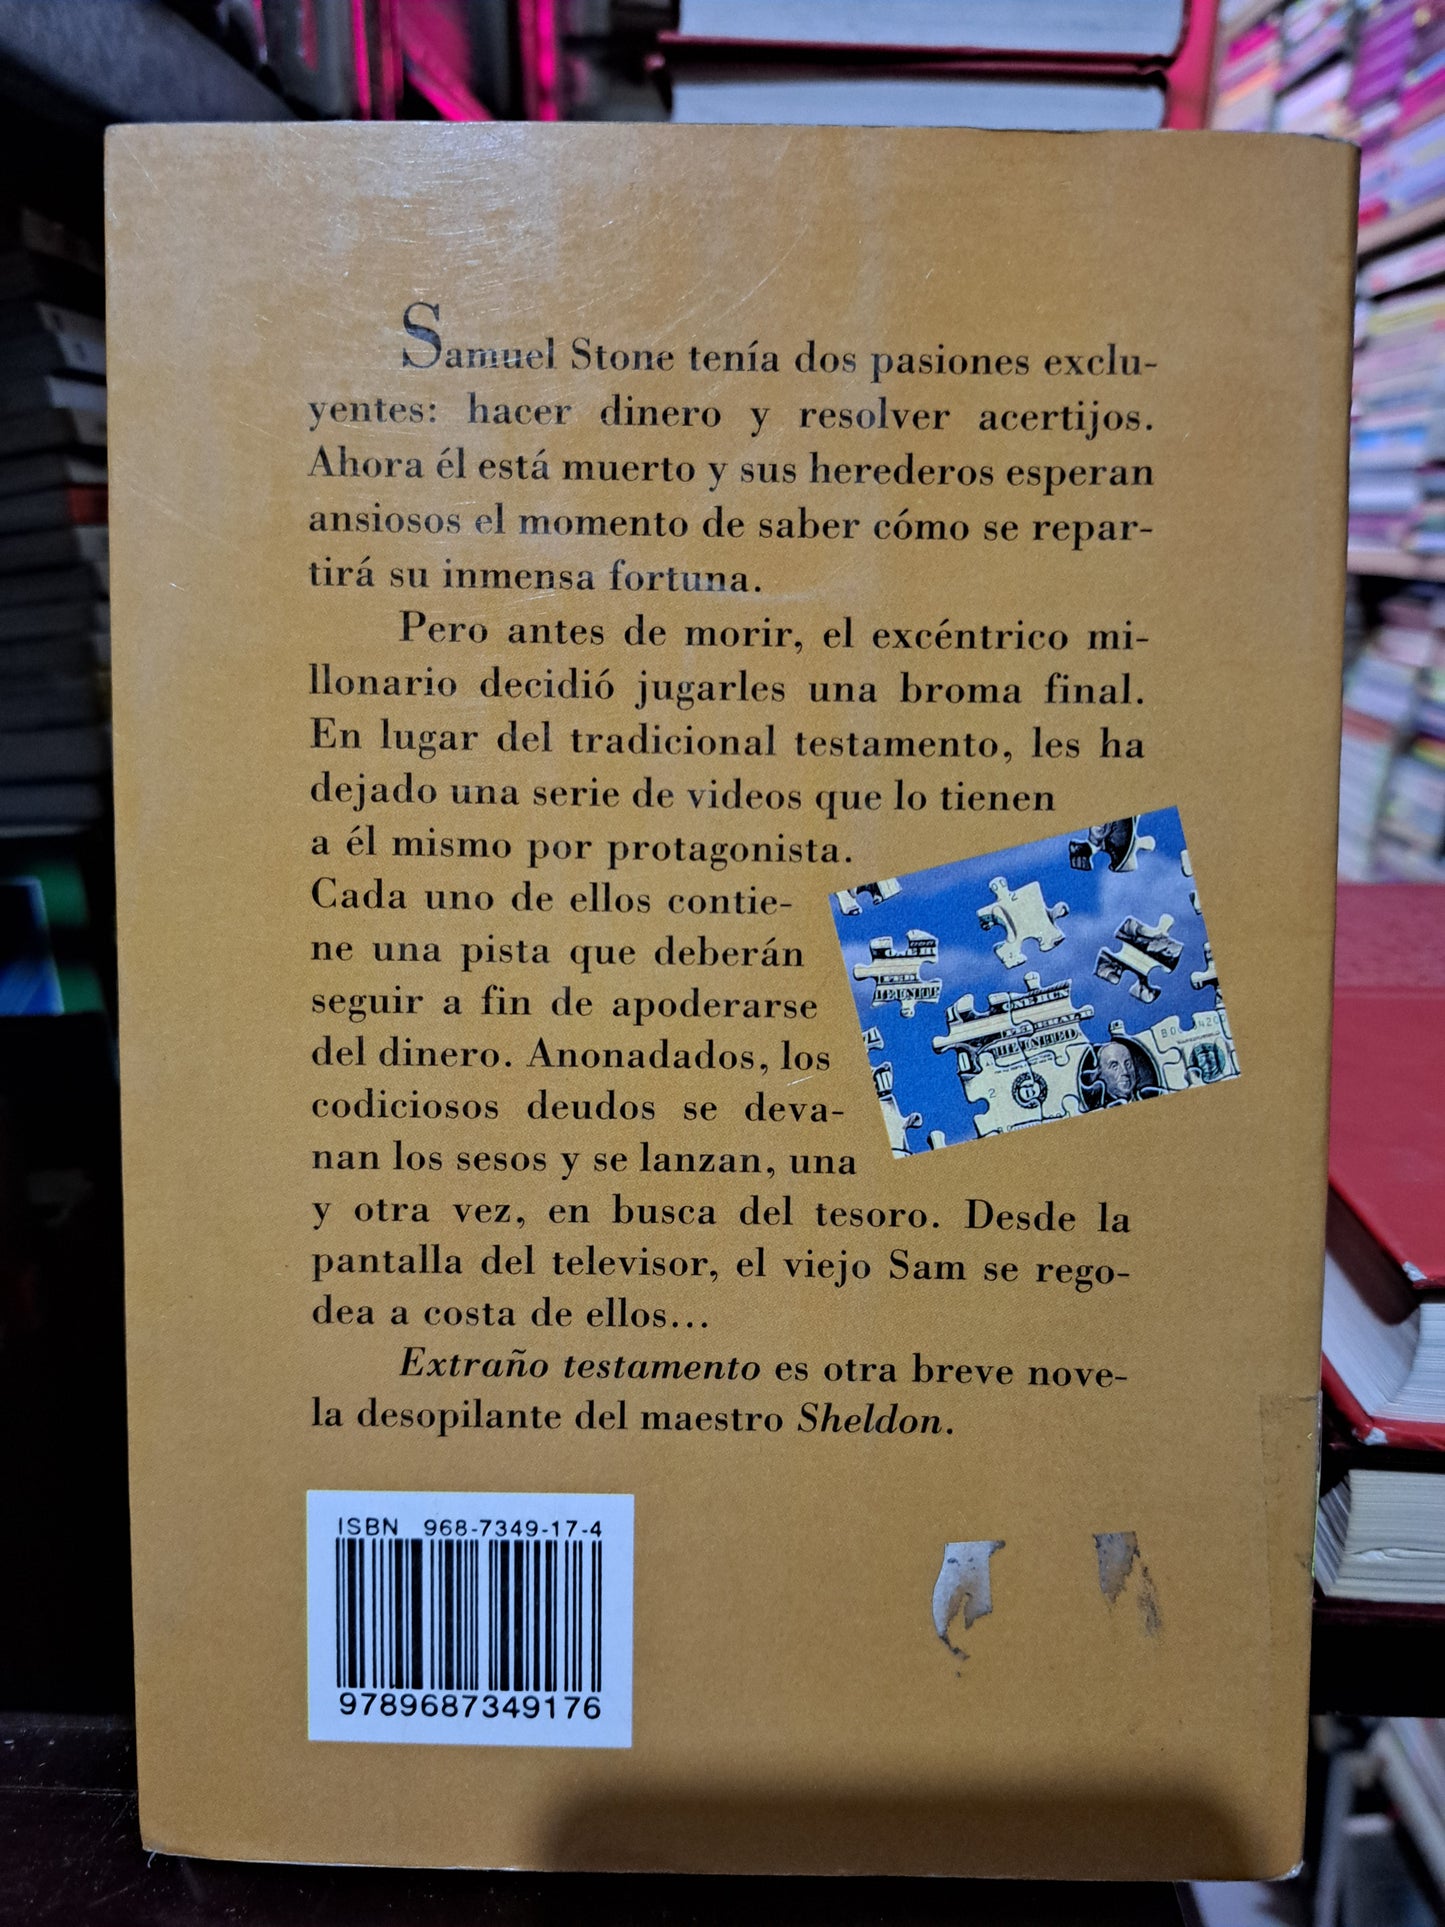 Samuel Stone tenía dos pasiones exclu-
yentes: hacer dinero y resolver acertijos.
Ahora él está muerto y sus herederos esperan
ansiosos el momento de saber cómo se repar-
tirá su inmensa fortuna.
Pero antes de morir, el excéntrico mi-
llonario decidió jugarles una broma final.
En lugar del tradicional testamento, les ha
dejado una serie de videos que lo tienen
a él mismo por protagonista.
Cada uno de ellos contie-
ne una pista que deberán
seguir a fin de apoderarse
del dinero. Anonadados, los
codiciosos deudos se deva-
nan los sesos y se lanzan, una
y otra vez, en busca del tesoro. Desde la
pantalla del televisor, el viejo Sam se rego-
dea a costa de ellos...
Extraño testamento es otra breve nove-
la desopilante del maestro Sheldon.
ISBN 968-7349-17-4
9789687349176